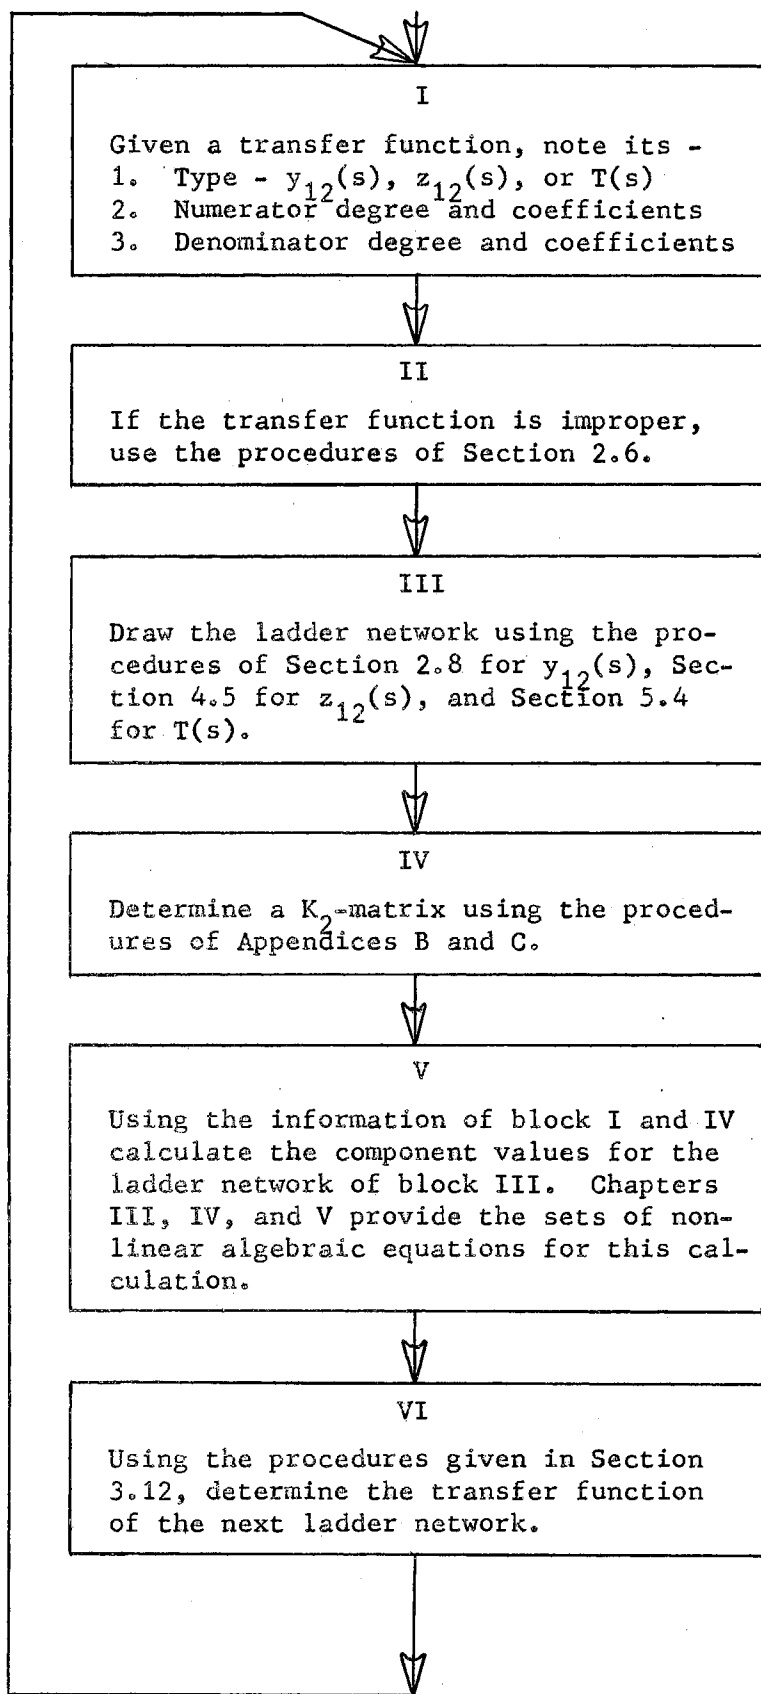 I
Given a transfer function, note its -
1. Type - y12(s), z12(s), or T(s)
2. Numerator degree and coefficients
3. Denominator degree and coefficients
II
If the transfer function is improper,
use the procedures of Section 2.6.
III
Draw the ladder network using the pro-
cedures of Section 2.8 for y12(s), Sec-
tion 4.5 for z12(s), and Section 5.4
for T(s).
IV
Determine a K2-matrix using the proced-
ures of Appendices B and C.
V
Using the information of block I and IV
calculate the component values for the
ladder network of block III. Chapters
III, IV, and V provide the sets of non-
linear algebraic equations for this cal-
culation.
VI
Using the procedures given in Section
3.12, determine the transfer function
of the next ladder network.